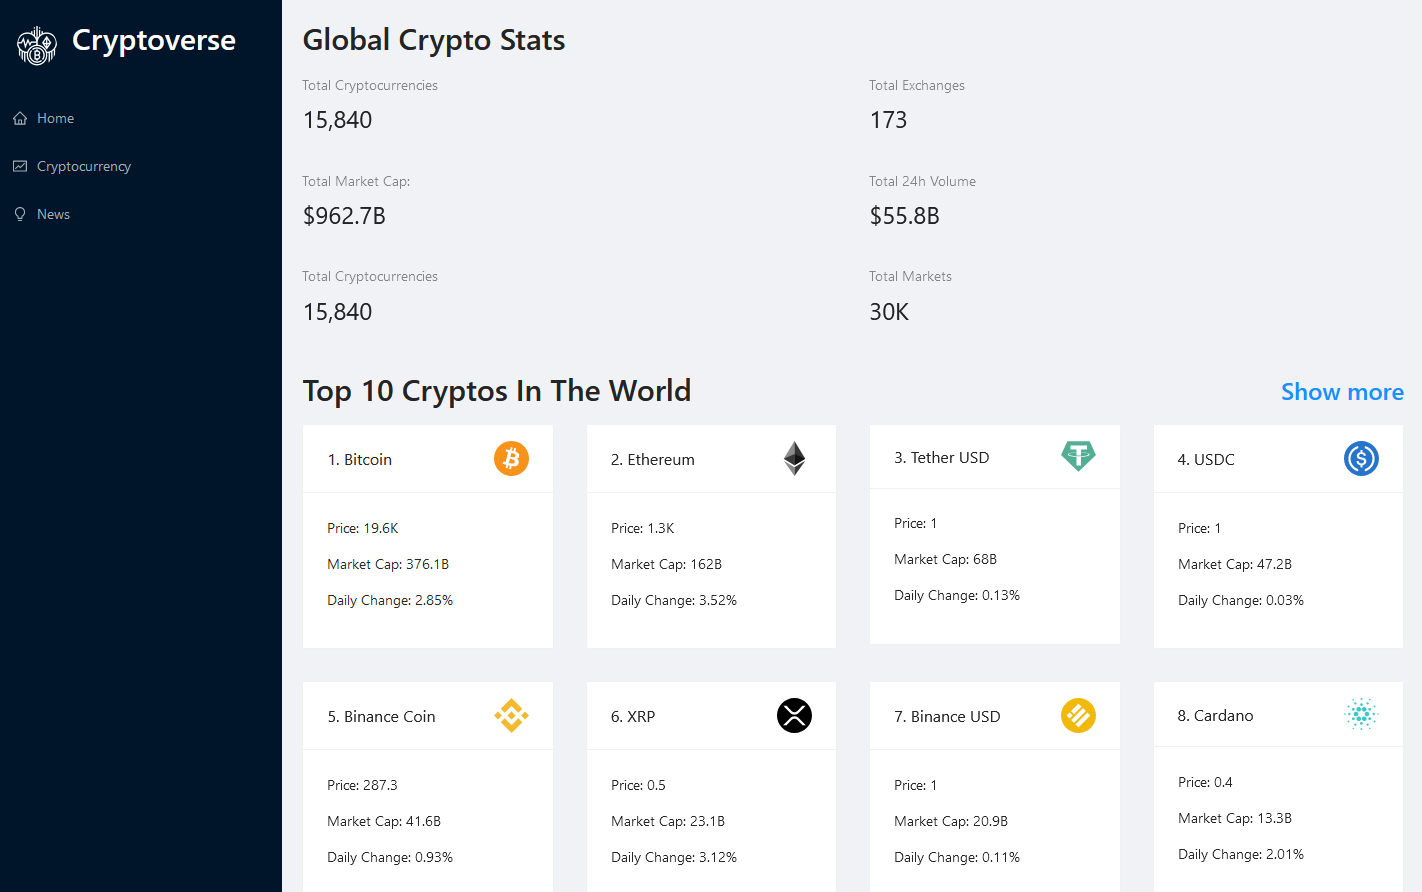 Cryptoverse
Home
Cryptocurrency
News
Global Crypto Stats
Total Cryptocurrencies
15,840
Total Exchanges
173
Total Market Cap:
$962.7B
Total 24h Volume
$55.8B
Total Cryptocurrencies
15,840
Total Markets
30K
Top 10 Cryptos In The World
Show more
1. Bitcoin
Price: 19.6K
Market Cap: 376.1B
Daily Change: 2.85%
2. Ethereum
Price: 1.3K
Market Cap: 162B
Daily Change: 3.52%
3. Tether USD
Price: 1
Market Cap: 68B
Daily Change: 0.13%
4. USDC
Price: 1
Market Cap: 47.2B
Daily Change: 0.03%
5. Binance Coin
Price: 287.3
Market Cap: 41.6B
Daily Change: 0.93%
6. XRP
Price: 0.5
Market Cap: 23.1B
Daily Change: 3.12%
7. Binance USD
Price: 1
Market Cap: 20.9B
Daily Change: 0.11%
8. Cardano
Price: 0.4
Market Cap: 13.3B
Daily Change: 2.01%